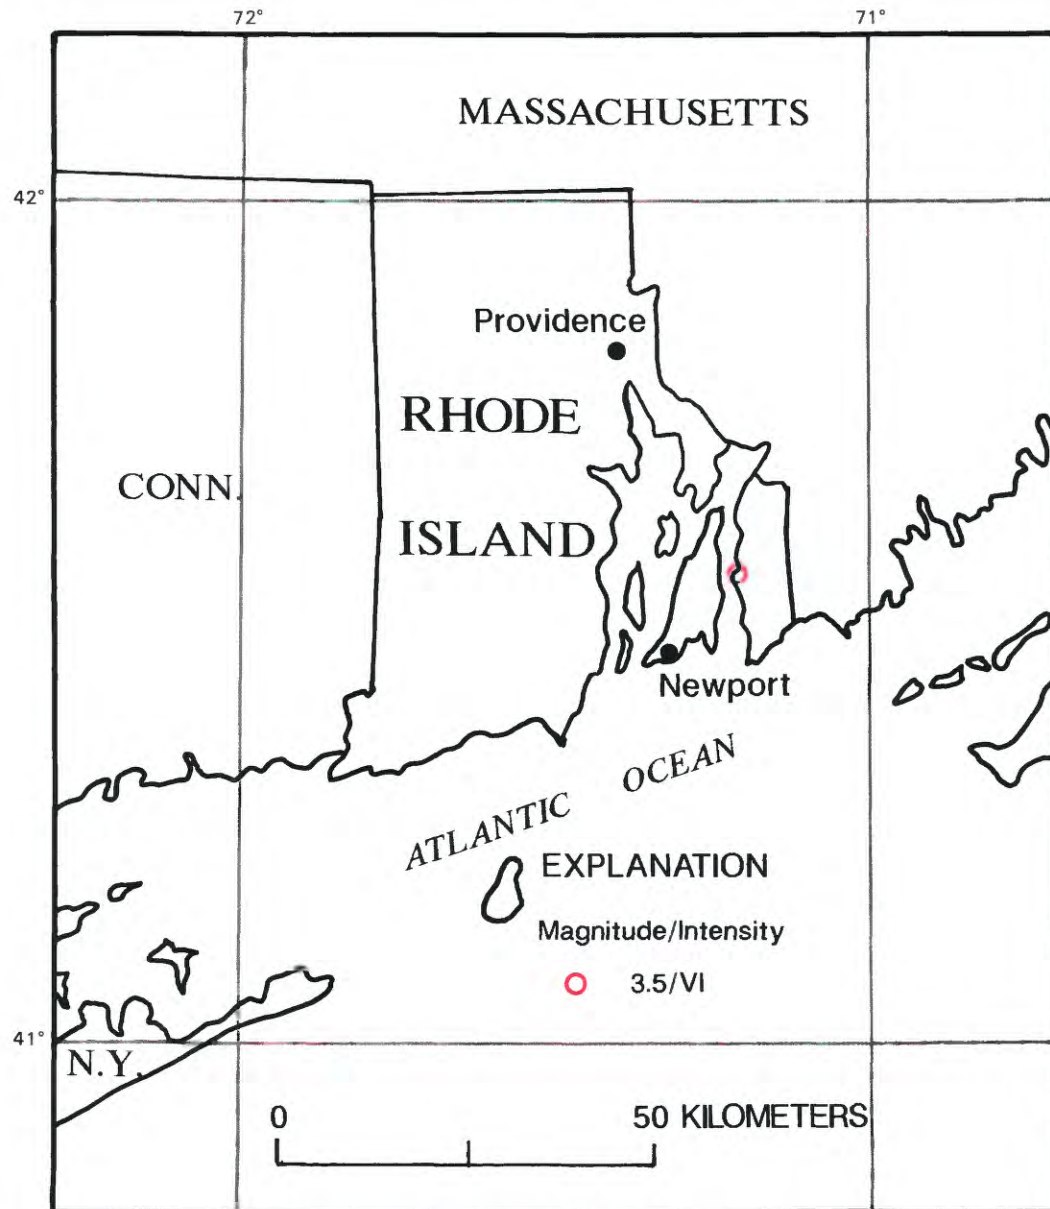 72°
71°
MASSACHUSETTS
42°
Providence
RHODE
CONN.
ISLAND
Newport
ATLANTIC OCEAN
EXPLANATION
Magnitude/Intensity
3.5/VI
41°
N.Y.
0
50 KILOMETERS